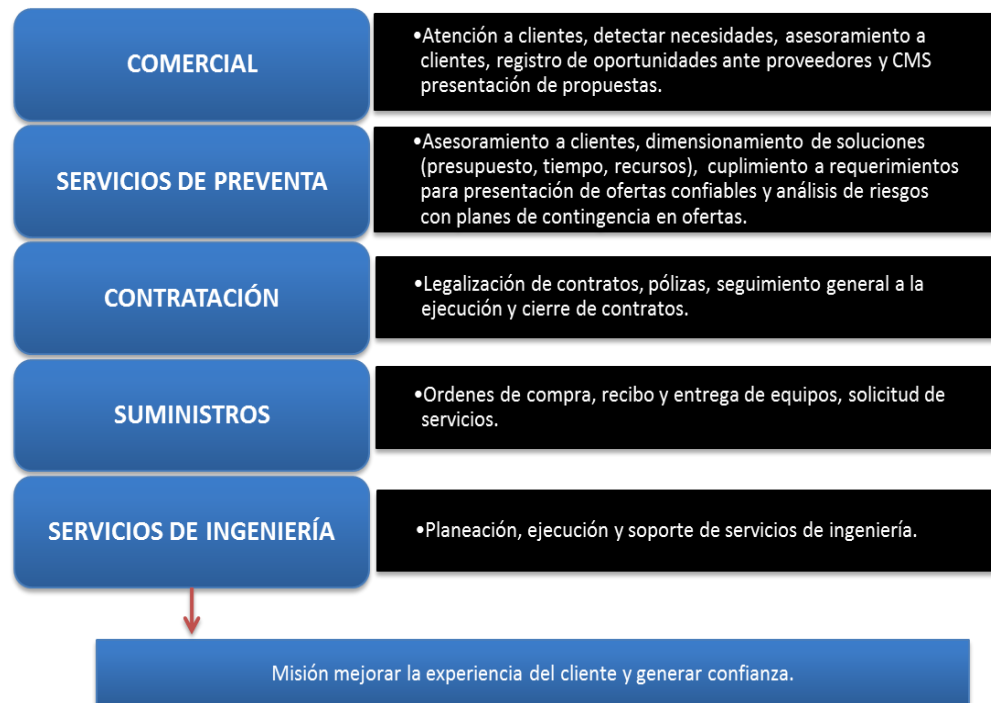 COMERCIAL
•Atención a clientes, detectar necesidades, asesoramiento a
clientes, registro de oportunidades ante proveedores y CMS
presentación de propuestas.
SERVICIOS DE PREVENTA
•Asesoramiento a clientes, dimensionamiento de soluciones
(presupuesto, tiempo, recursos), cuplimiento a requerimientos
para presentación de ofertas confiables y análisis de riesgos
con planes de contingencia en ofertas.
CONTRATACIÓN
•Legalización de contratos, pólizas, seguimiento general a la
ejecución y cierre de contratos.
SUMINISTROS
•Ordenes de compra, recibo y entrega de equipos, solicitud de
servicios.
SERVICIOS DE INGENIERÍA
•Planeación, ejecución y soporte de servicios de ingeniería.
Misión mejorar la experiencia del cliente y generar confianza.